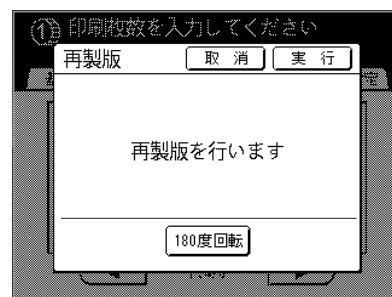 ① 印刷枚数を入力してください
再製版
取 消
実 行
再製版を行います
180度回転